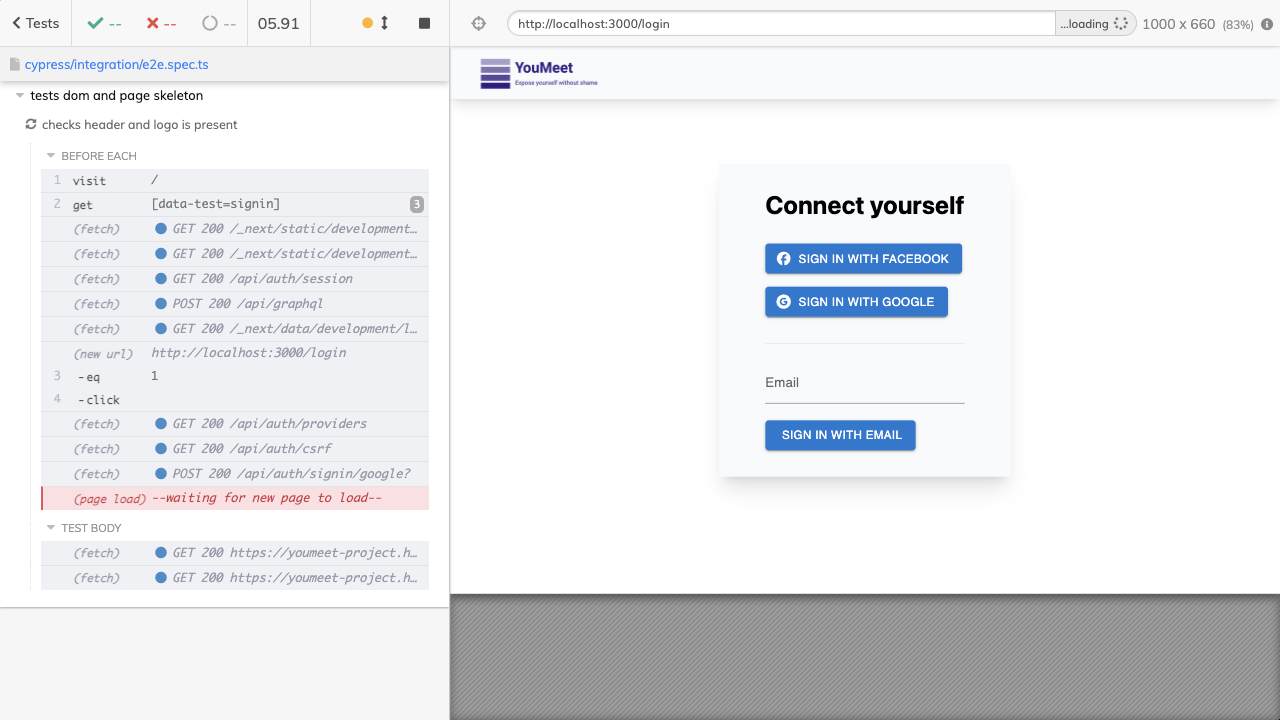 Tests
--
--
--
05.91
cypress/integration/e2e.spec.ts
tests dom and page skeleton
checks header and logo is present
BEFORE EACH
1 visit /
2 get [data-test=signin] 3
(fetch) GET 200 /_next/static/development…
(fetch) GET 200 /_next/static/development…
(fetch) GET 200 /api/auth/session
(fetch) POST 200 /api/graphql
(fetch) GET 200 /_next/data/development/l…
(new url) http://localhost:3000/login
3 -eq 1
4 -click
(fetch) GET 200 /api/auth/providers
(fetch) GET 200 /api/auth/csrf
(fetch) POST 200 /api/auth/signin/google?
(page load) --waiting for new page to load--
TEST BODY
(fetch) GET 200 https://youmeet-project.h…
(fetch) GET 200 https://youmeet-project.h…
http://localhost:3000/login
...loading
1000 x 660 (83%)
YouMeet
Expose yourself without shame
Connect yourself
SIGN IN WITH FACEBOOK
SIGN IN WITH GOOGLE
Email
SIGN IN WITH EMAIL